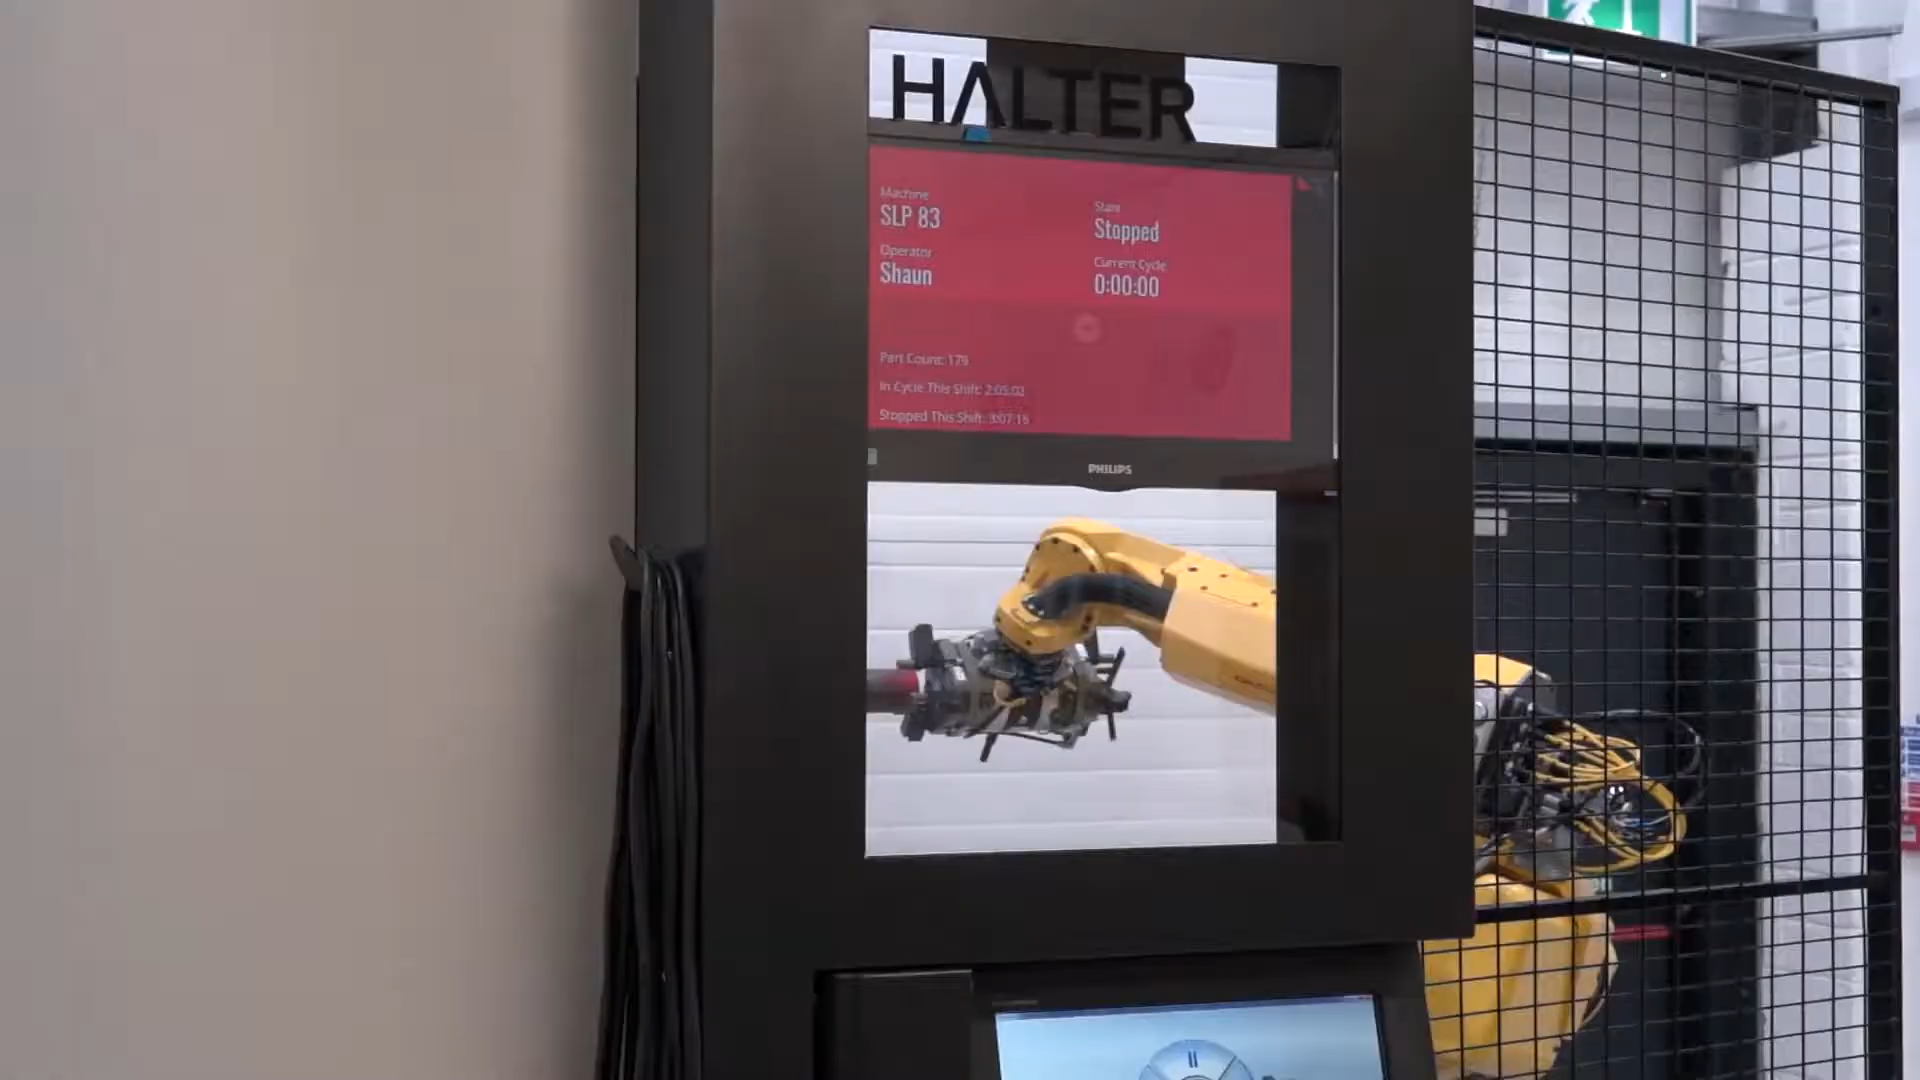 HALTER
Machine
SLP 83
State
Stopped
Operator
Shaun
Current Cycle
0:00:00
Part Count: 179
In Cycle This Shift: 2:05:03
Stopped This Shift: 3:07:16
PHILIPS